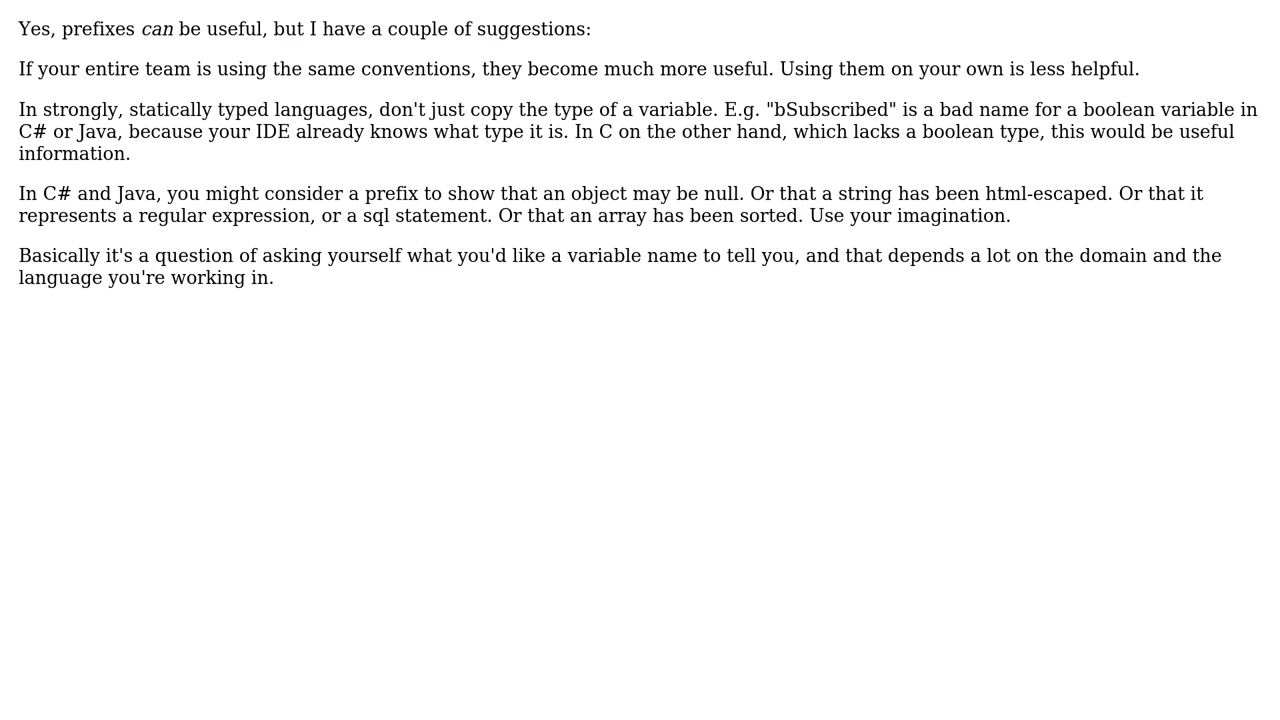 Yes, prefixes can be useful, but I have a couple of suggestions:
If your entire team is using the same conventions, they become much more useful. Using them on your own is less helpful.
In strongly, statically typed languages, don't just copy the type of a variable. E.g. "bSubscribed" is a bad name for a boolean variable in
C# or Java, because your IDE already knows what type it is. In C on the other hand, which lacks a boolean type, this would be useful
information.
In C# and Java, you might consider a prefix to show that an object may be null. Or that a string has been html-escaped. Or that it
represents a regular expression, or a sql statement. Or that an array has been sorted. Use your imagination.
Basically it's a question of asking yourself what you'd like a variable name to tell you, and that depends a lot on the domain and the
language you're working in.